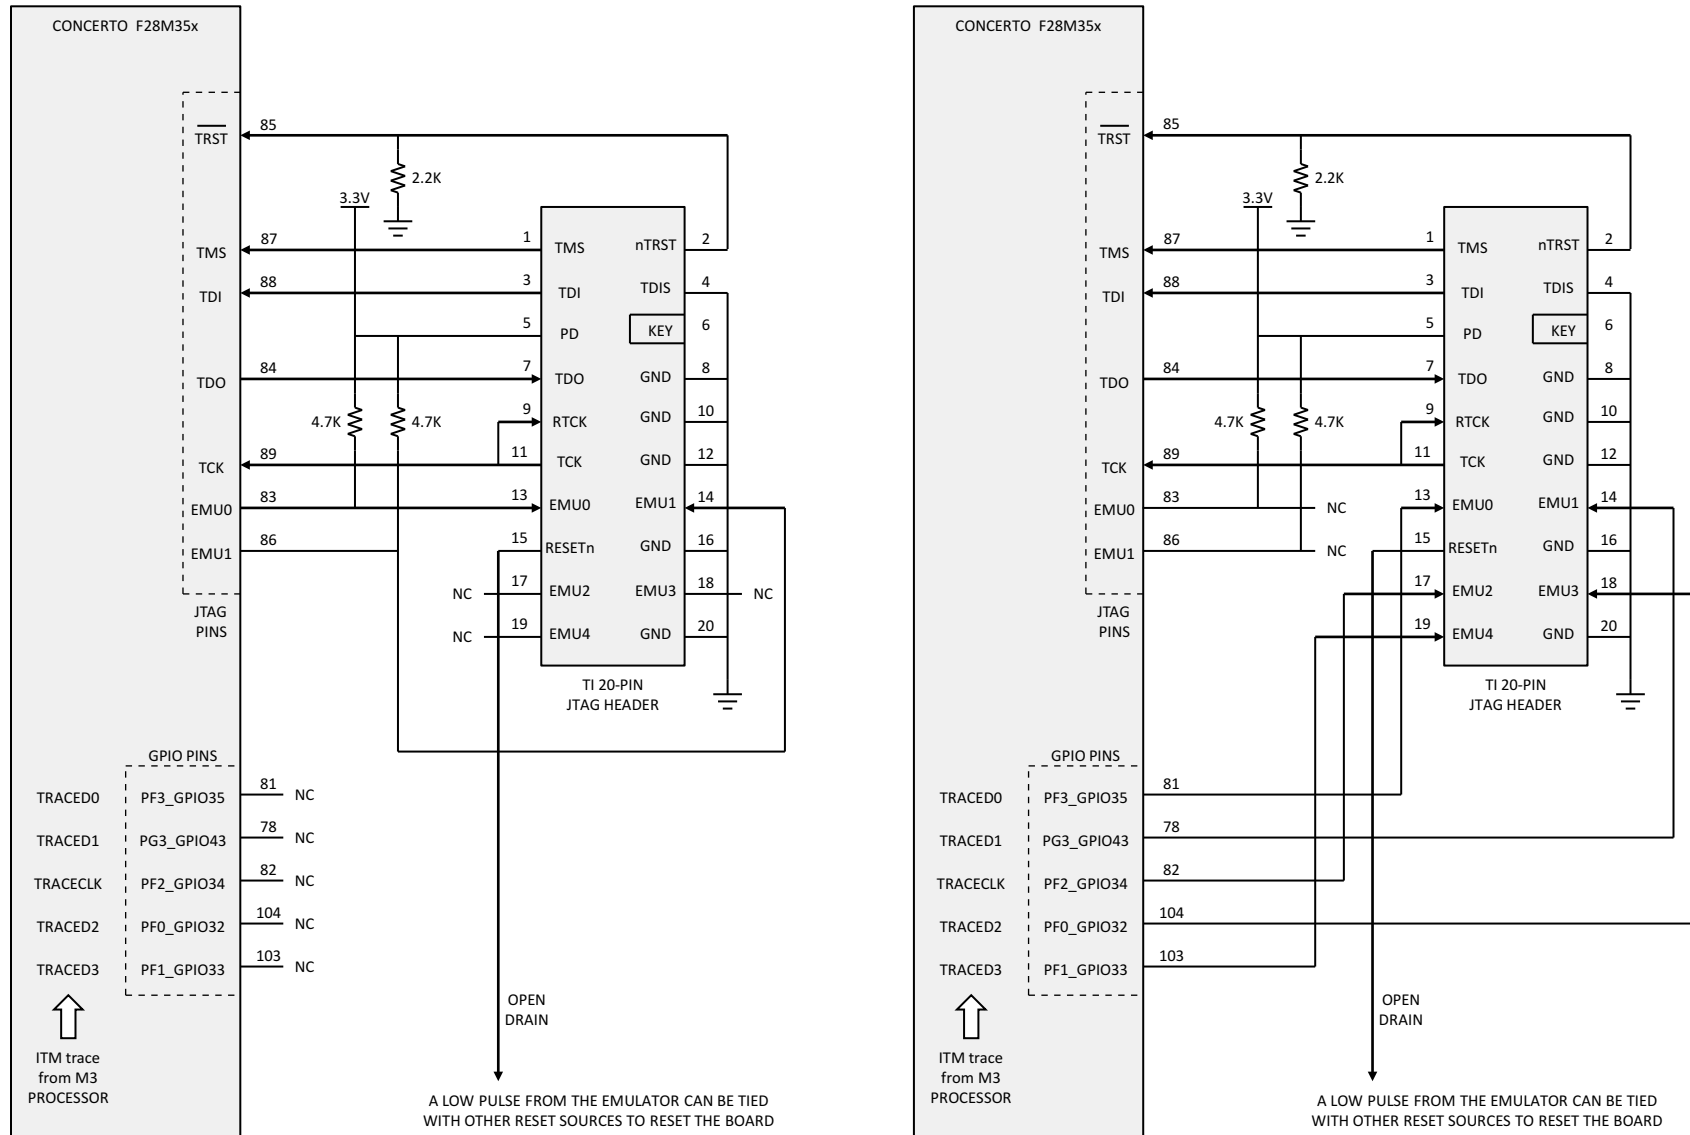 CONCERTO F28M35x
85
TRST
2.2K
3.3V
87
1
TMS
TMS
nTRST
2
88
3
TDI
TDI
TDIS
4
5
PD
KEY
6
84
7
TDO
TDO
GND
8
4.7K
4.7K
9
RTCK
GND
10
89
11
TCK
TCK
GND
12
83
13
EMU0
EMU0
EMU1
14
86
15
EMU1
RESETn
GND
16
NC
17
EMU2
EMU3
18
NC
NC
19
EMU4
GND
20
JTAG
PINS
TI 20-PIN
JTAG HEADER
GPIO PINS
TRACED0
PF3_GPIO35
81
NC
TRACED1
PG3_GPIO43
78
NC
TRACECLK
PF2_GPIO34
82
NC
TRACED2
PF0_GPIO32
104
NC
TRACED3
PF1_GPIO33
103
NC
OPEN
DRAIN
ITM trace
from M3
PROCESSOR
A LOW PULSE FROM THE EMULATOR CAN BE TIED
WITH OTHER RESET SOURCES TO RESET THE BOARD
CONCERTO F28M35x
85
TRST
2.2K
3.3V
87
1
TMS
TMS
nTRST
2
88
3
TDI
TDI
TDIS
4
5
PD
KEY
6
84
7
TDO
TDO
GND
8
4.7K
4.7K
9
RTCK
GND
10
89
11
TCK
TCK
GND
12
83
NC
13
EMU0
EMU0
EMU1
14
86
NC
15
EMU1
RESETn
GND
16
17
EMU2
EMU3
18
19
EMU4
GND
20
JTAG
PINS
TI 20-PIN
JTAG HEADER
GPIO PINS
TRACED0
PF3_GPIO35
81
TRACED1
PG3_GPIO43
78
TRACECLK
PF2_GPIO34
82
TRACED2
PF0_GPIO32
104
TRACED3
PF1_GPIO33
103
OPEN
DRAIN
ITM trace
from M3
PROCESSOR
A LOW PULSE FROM THE EMULATOR CAN BE TIED
WITH OTHER RESET SOURCES TO RESET THE BOARD